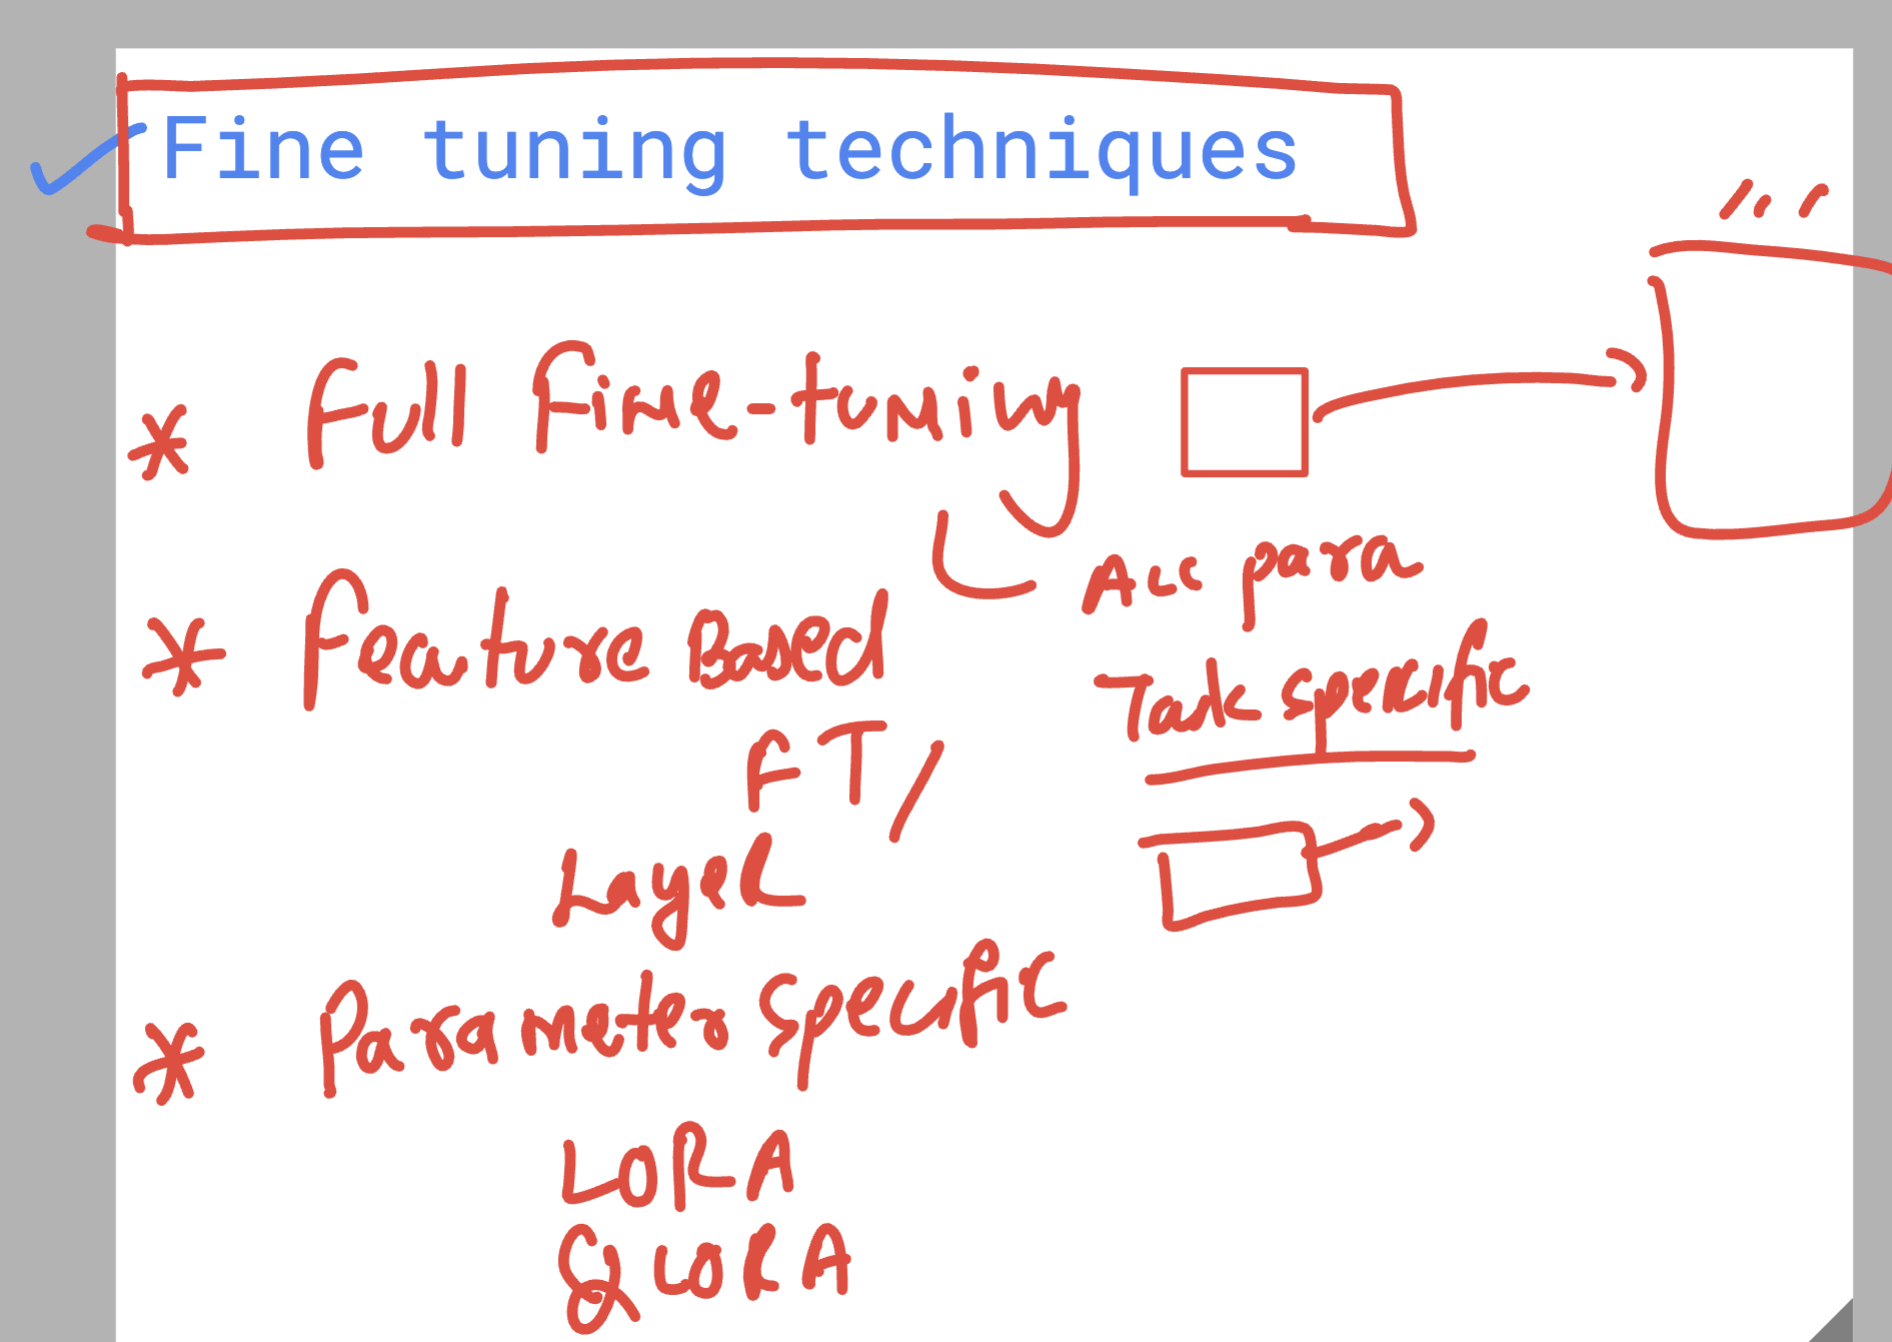 Fine tuning techniques
* Full Fine-tuning
All para
* Feature Based
Task specific
FT/
Layer
* Parameter Specific
LORA
QLORA